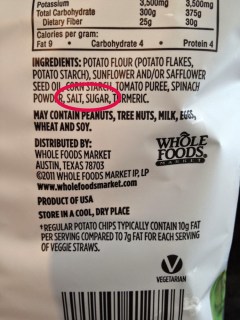 Potassium 3,500mg 3,500mg
Total Carbohydrate 300g 375g
Dietary Fiber 25g 30g
Calories per gram:
Fat 9 • Carbohydrate 4 • Protein 4
INGREDIENTS: POTATO FLOUR (POTATO FLAKES,
POTATO STARCH), SUNFLOWER AND/OR SAFFLOWER
SEED OIL, CORN STARCH, TOMATO PUREE, SPINACH
POWDER, SALT, SUGAR, TURMERIC.
MAY CONTAIN PEANUTS, TREE NUTS, MILK, EGGS,
WHEAT AND SOY.
DISTRIBUTED BY:
WHOLE FOODS MARKET
AUSTIN, TEXAS 78703
©2011 WHOLE FOODS MARKET IP, LP
www.wholefoodsmarket.com
WHOLE
FOODS
MARKET
PRODUCT OF USA
STORE IN A COOL, DRY PLACE
REGULAR POTATO CHIPS TYPICALLY CONTAIN 10g FAT
PER SERVING COMPARED TO 7g FAT FOR EACH SERVING
OF VEGGIE STRAWS.
V
VEGETARIAN